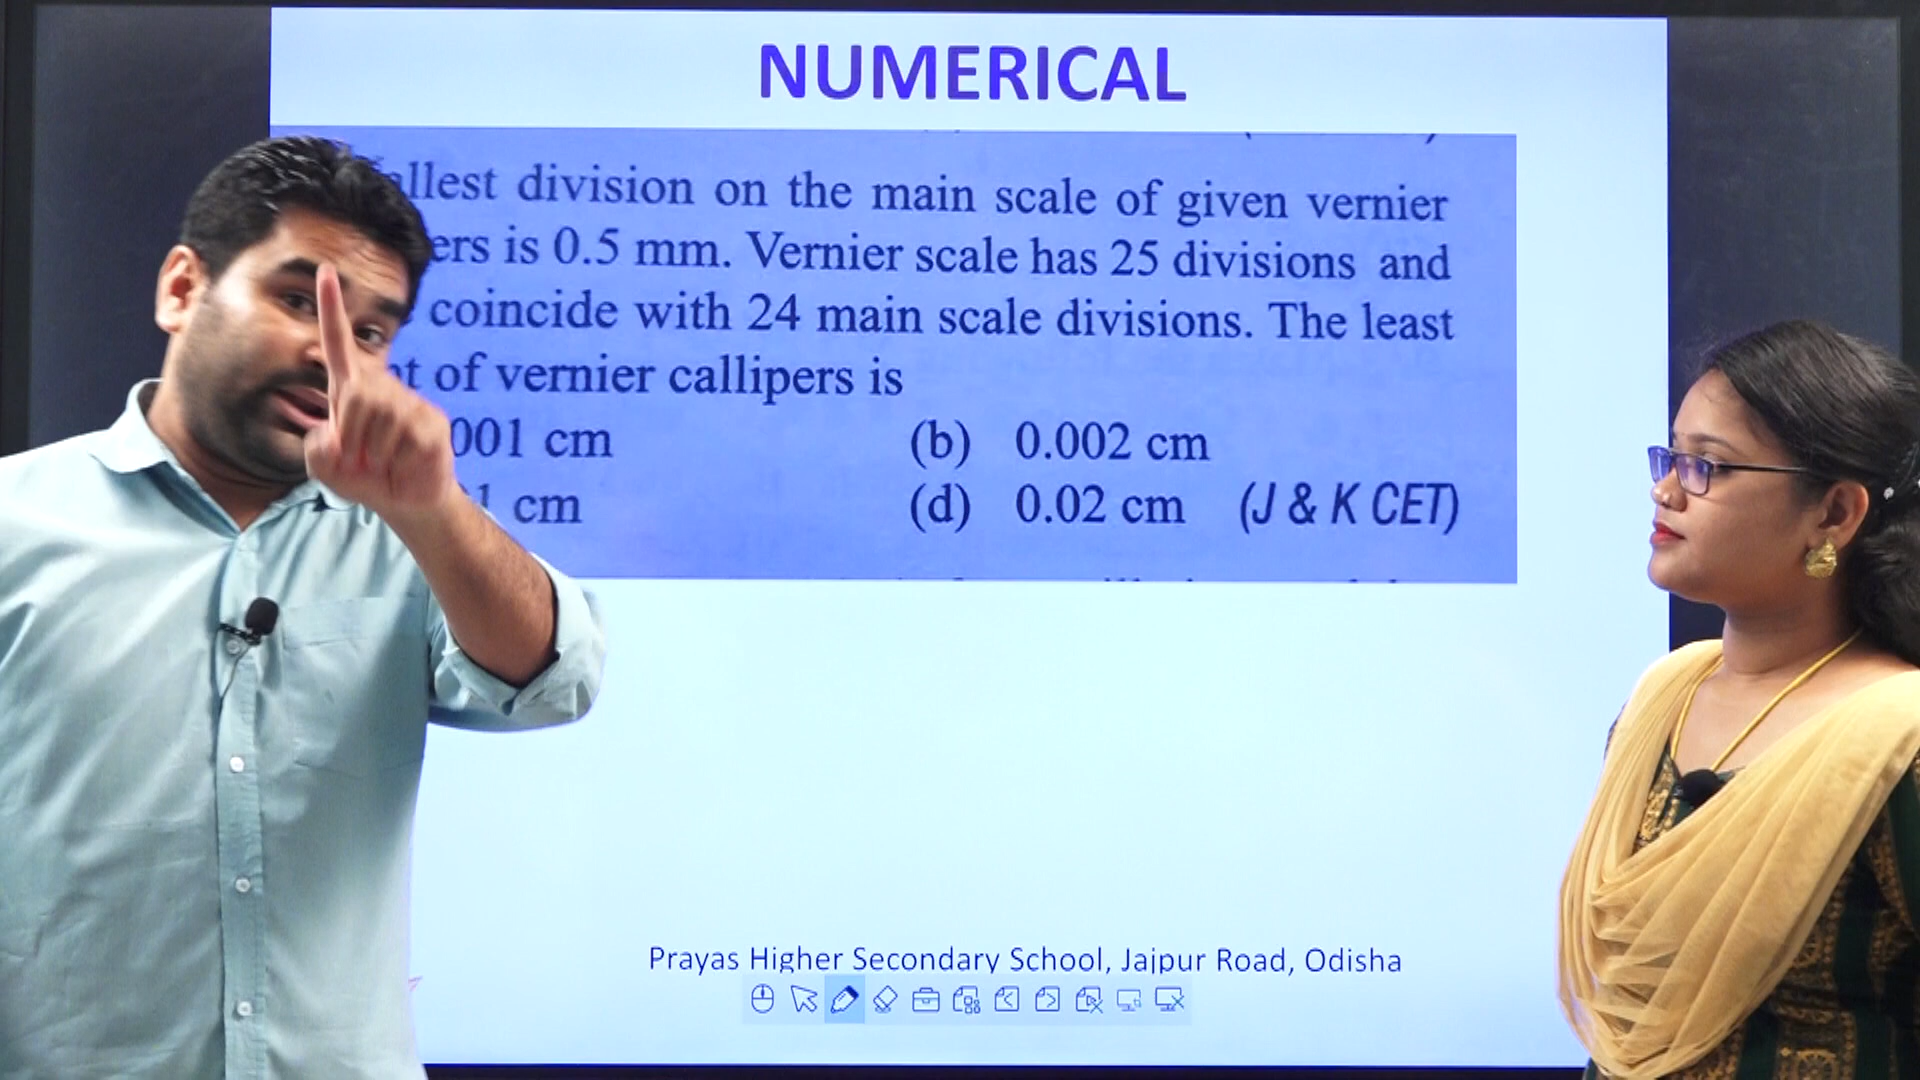 NUMERICAL
division on the main scale of given vernier
is 0.5 mm. Vernier scale has 25 divisions and
coincide with 24 main scale divisions. The least
of vernier callipers is
001 cm (b) 0.002 cm
cm (d) 0.02 cm (J & K CET)
Prayas Higher Secondary School, Jajpur Road, Odisha